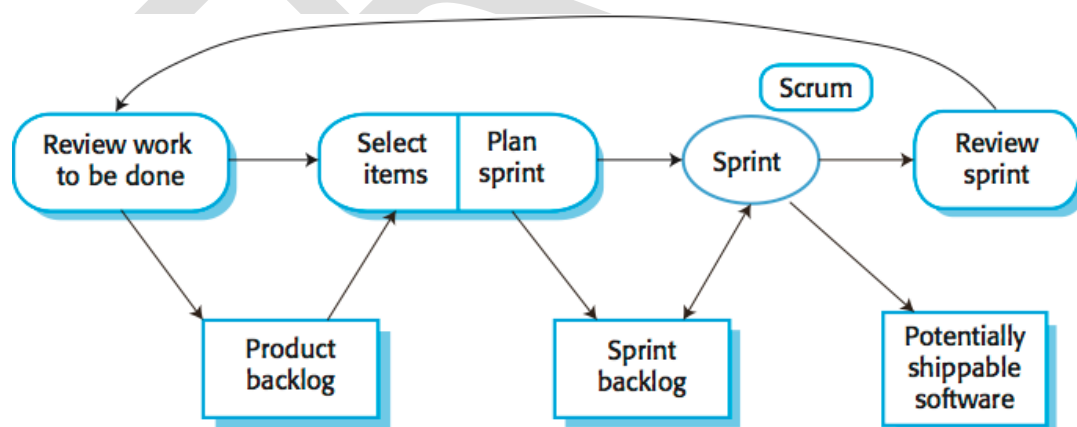 Scrum
Review work
to be done
Select
items
Plan
sprint
Sprint
Review
sprint
Product
backlog
Sprint
backlog
Potentially
shippable
software